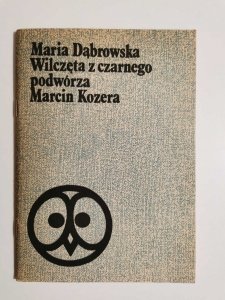 Maria Dąbrowska
Wilczęta z czarnego
podwórza
Marcin Kozera